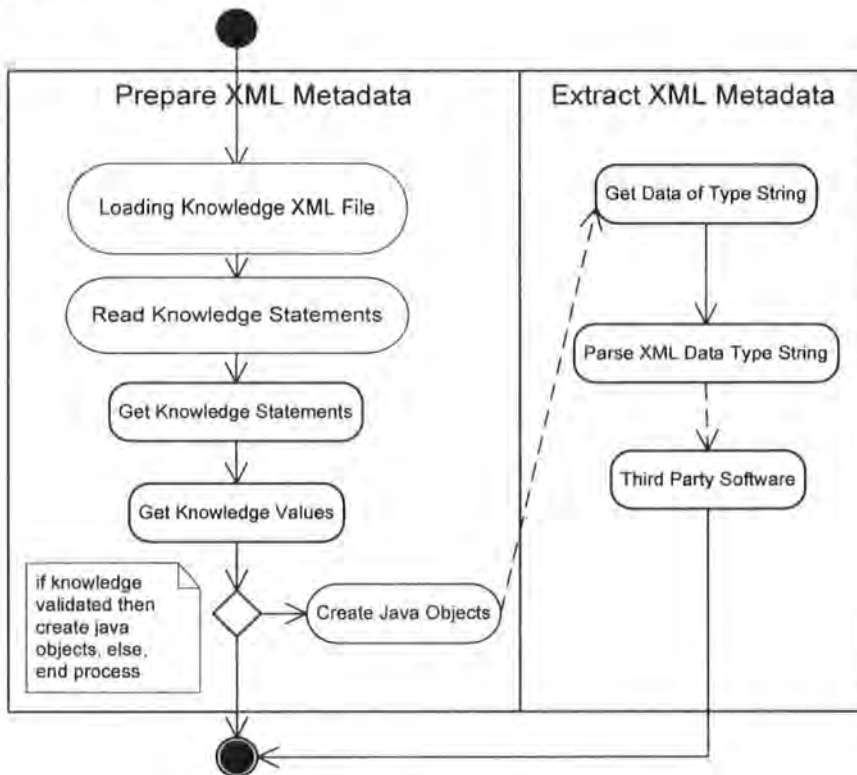 Prepare XML Metadata
Loading Knowledge XML File
Read Knowledge Statements
Get Knowledge Statements
Get Knowledge Values
if knowledge
validated then
create java
objects, else,
end process
Create Java Objects
Extract XML Metadata
Get Data of Type String
Parse XML Data Type String
Third Party Software